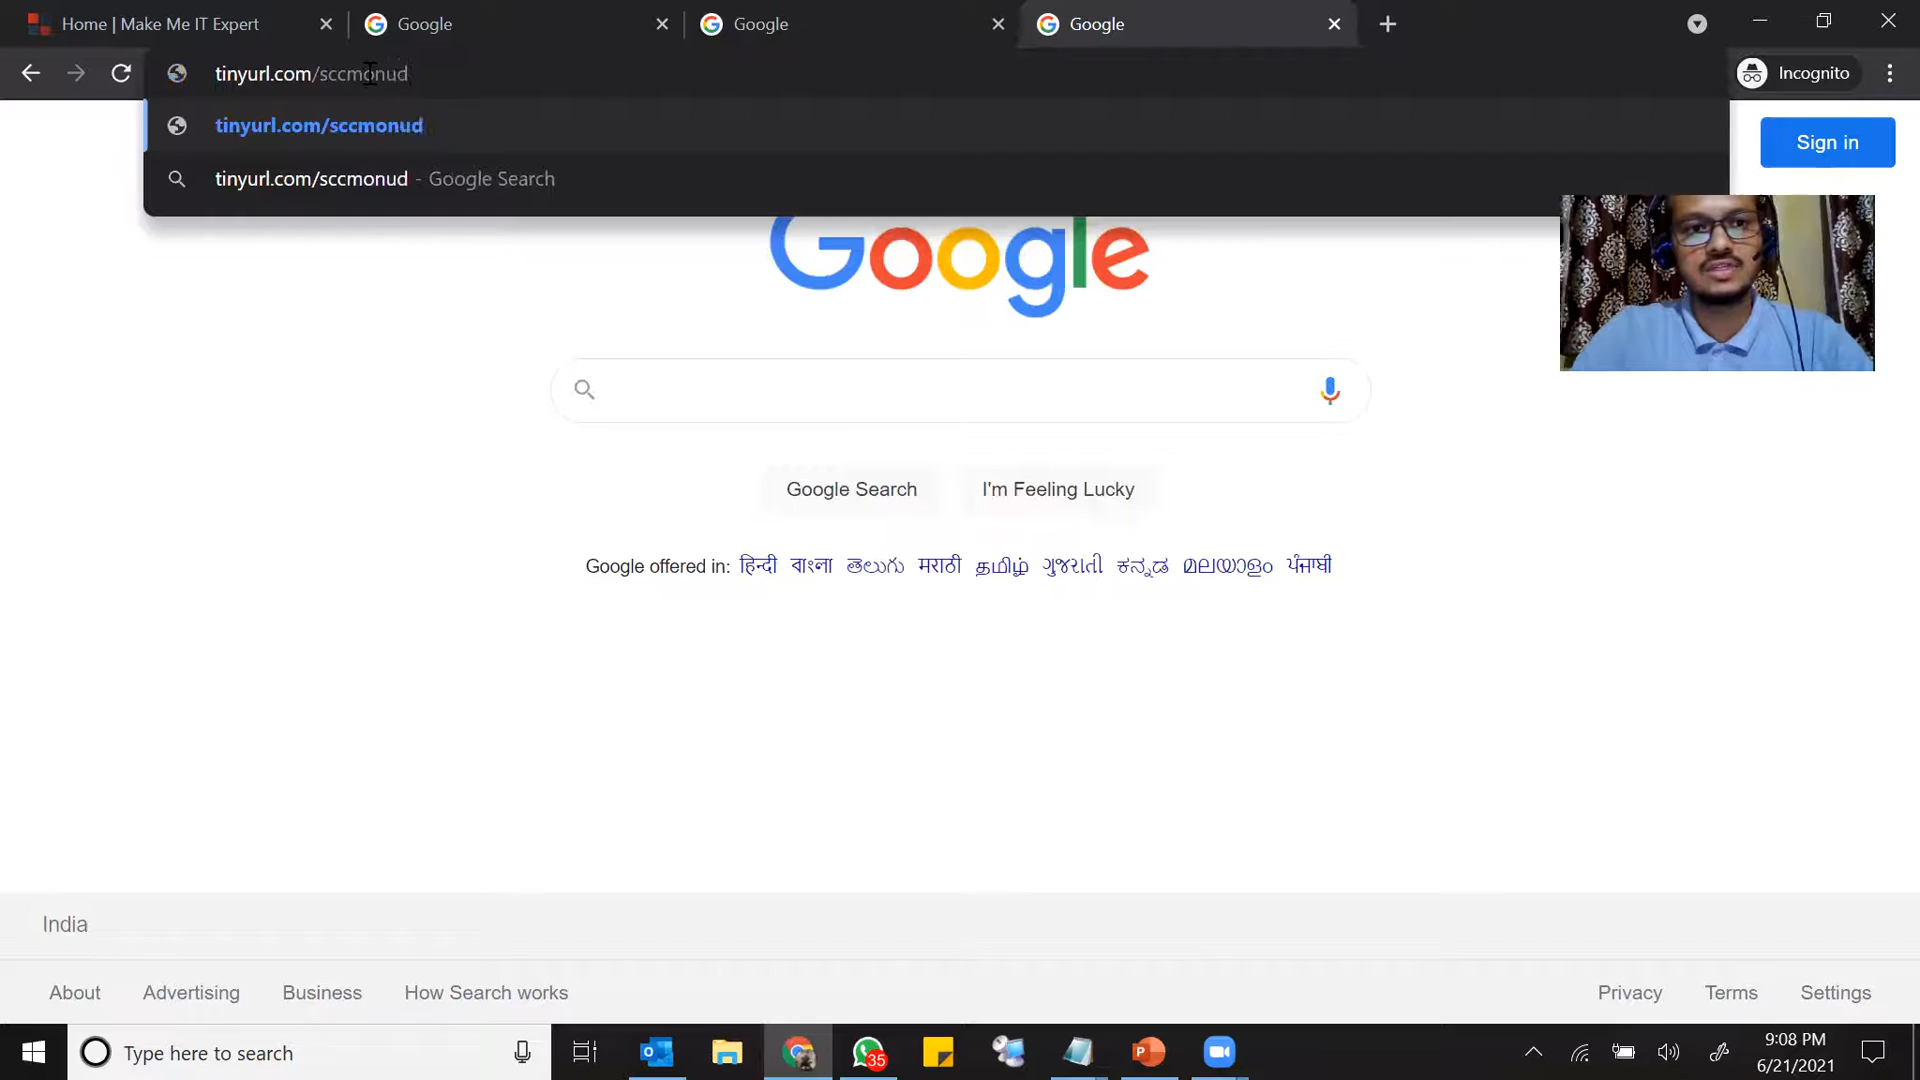 Home | Make Me IT Expert
Google
Google
Google
tinyurl.com/sccmonud
Incognito
tinyurl.com/sccmonud
tinyurl.com/sccmonud - Google Search
Sign in
Google
Google Search
I'm Feeling Lucky
Google offered in: हिन्दी বাংলা తెలుగు मराठी தமிழ் ગુજરાતી ಕನ್ನಡ മലയാളം ਪੰਜਾਬੀ
India
About
Advertising
Business
How Search works
Privacy
Terms
Settings
Type here to search
35
9:08 PM
6/21/2021